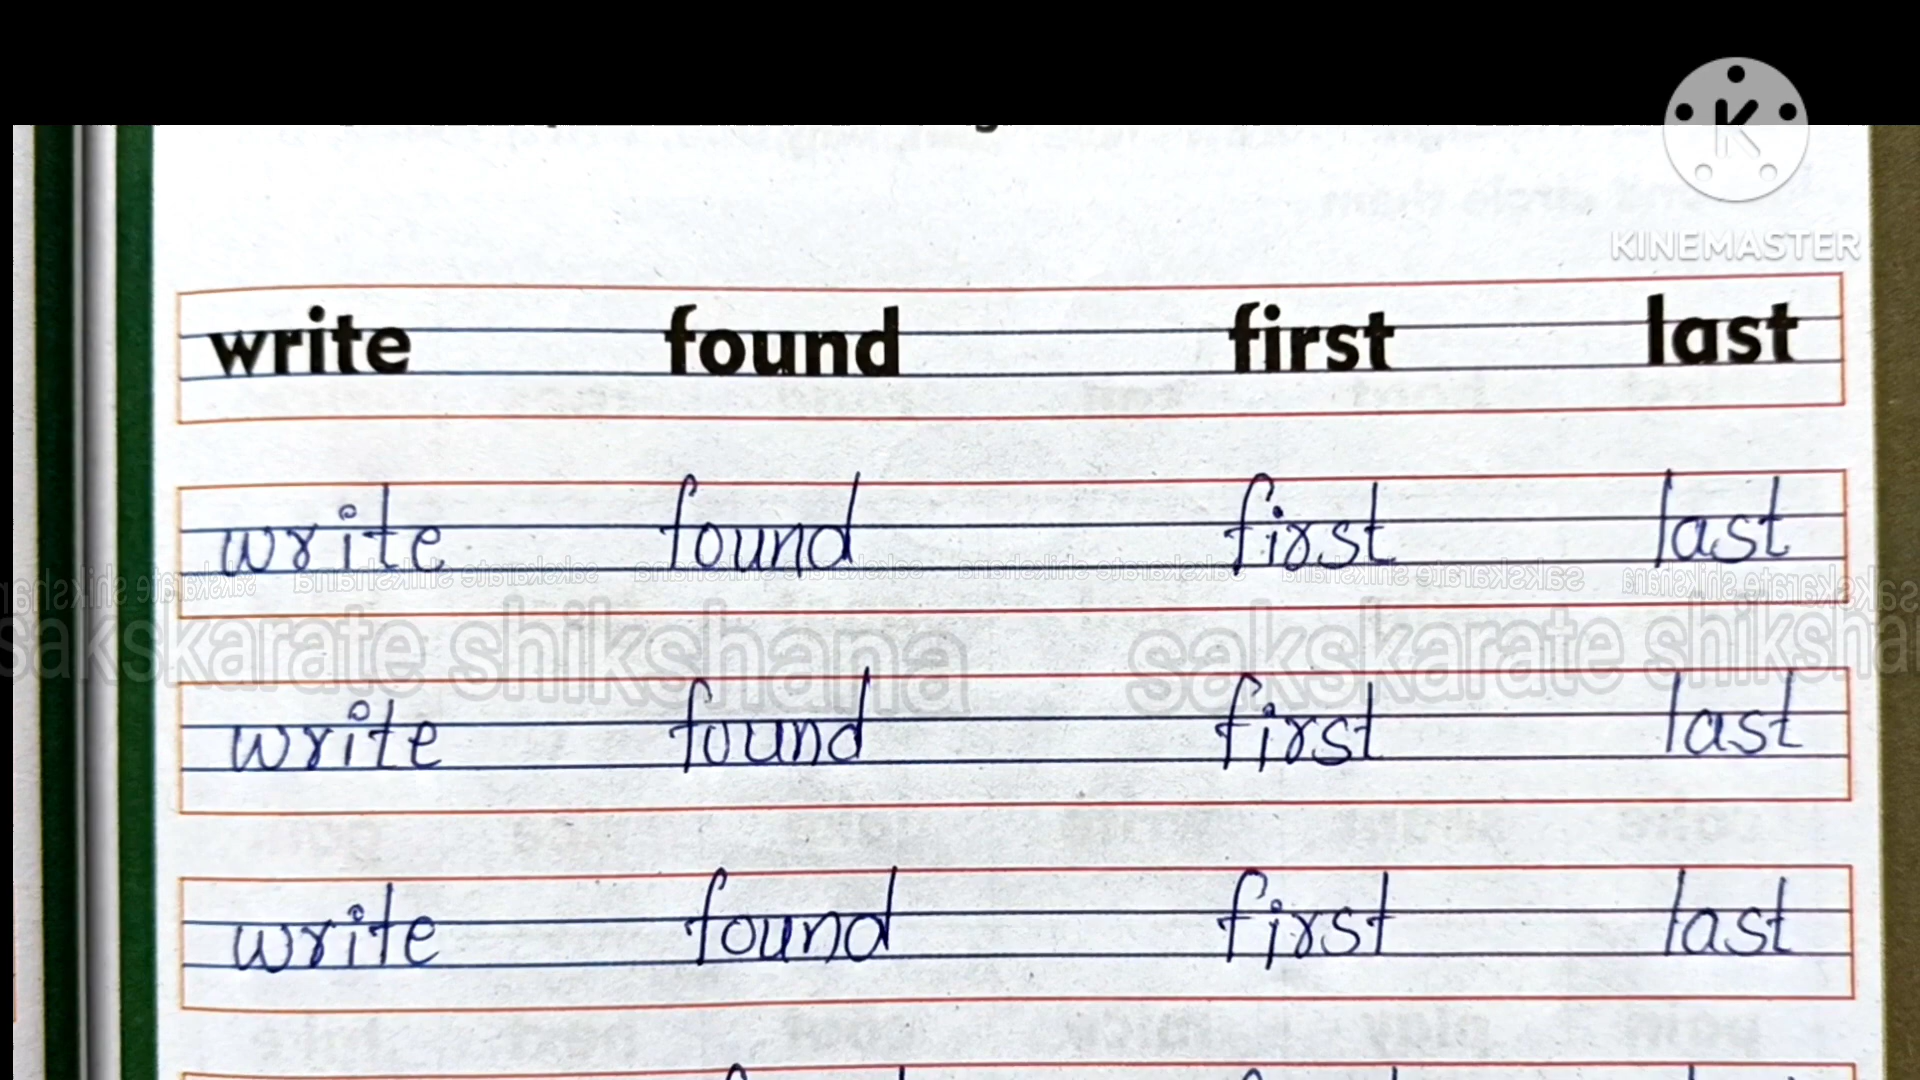 KINEMASTER
write found first last
write found first last
sakskarate shikshana sakskarate shikshana
write found first last
write found first last